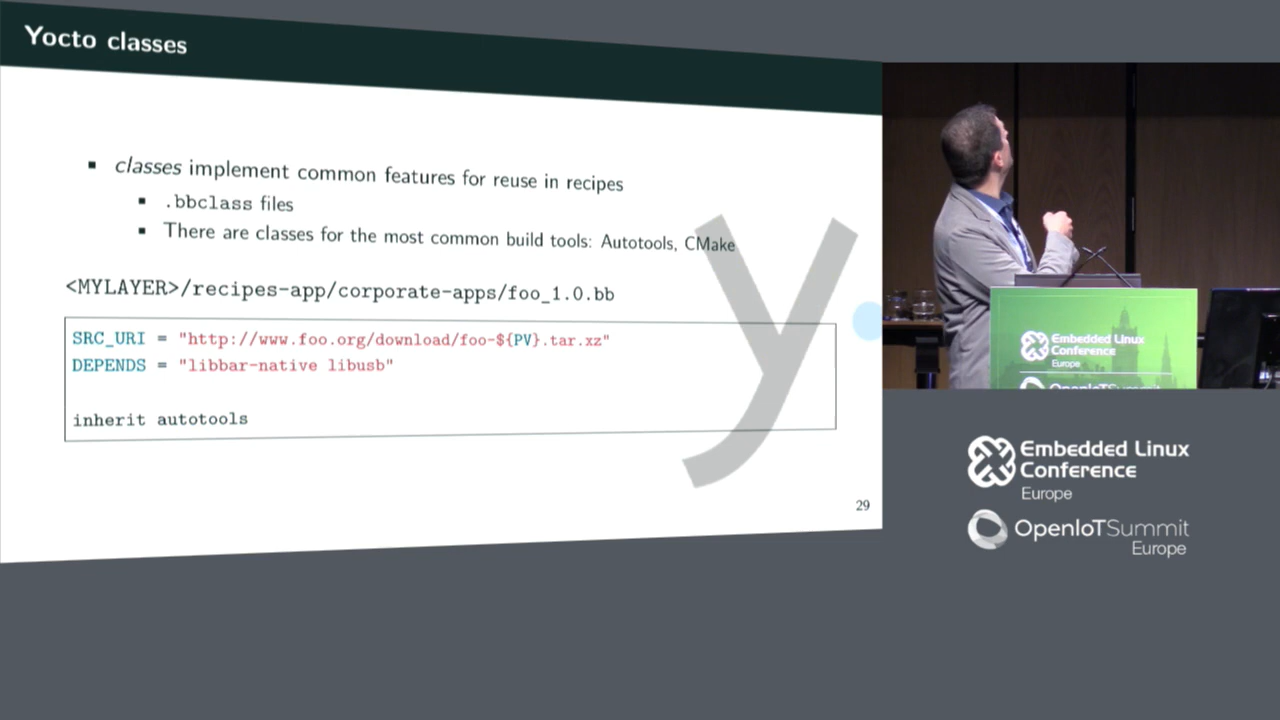 Yocto classes
classes implement common features for reuse in recipes
.bbclass files
There are classes for the most common build tools: Autotools, CMake
<MYLAYER>/recipes-app/corporate-apps/foo_1.0.bb
SRC_URI = "http://www.foo.org/download/foo-${PV}.tar.xz"
DEPENDS = "libbar-native libusb"
inherit autotools
29
y.
Embedded Linux
Conference
Europe
OpenIoTSummit
Embedded Linux
Conference
Europe
OpenIoTSummit
Europe